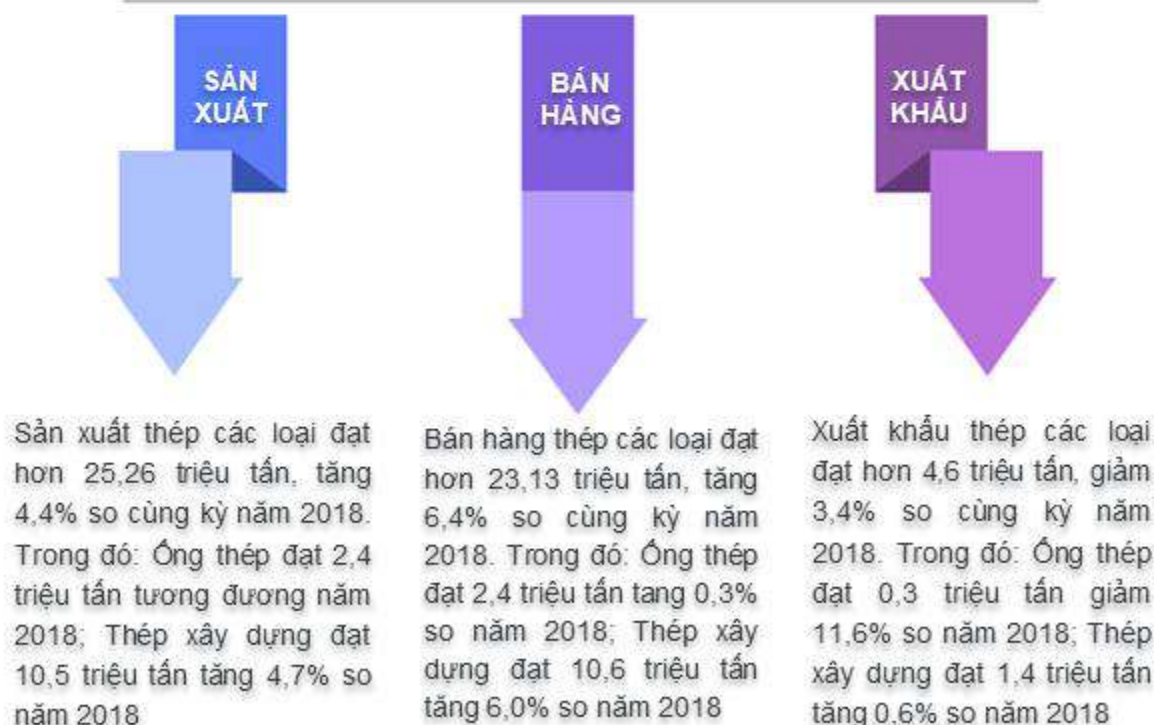 SẢN
XUẤT
BÁN
HÀNG
XUẤT
KHẨU
Sản xuất thép các loại đạt
hơn 25,26 triệu tấn, tăng
4,4% so cùng kỳ năm 2018.
Trong đó: Ống thép đạt 2,4
triệu tấn tương đương năm
2018; Thép xây dựng đạt
10,5 triệu tấn tăng 4,7% so
năm 2018
Bán hàng thép các loại đạt
hơn 23,13 triệu tấn, tăng
6,4% so cùng kỳ năm
2018. Trong đó: Ống thép
đạt 2,4 triệu tấn tang 0,3%
so năm 2018; Thép xây
dựng đạt 10,6 triệu tấn
tăng 6,0% so năm 2018
Xuất khẩu thép các loại
đạt hơn 4,6 triệu tấn, giảm
3,4% so cùng kỳ năm
2018. Trong đó: Ống thép
đạt 0,3 triệu tấn giảm
11,6% so năm 2018; Thép
xây dựng đạt 1,4 triệu tấn
tăng 0,6% so năm 2018